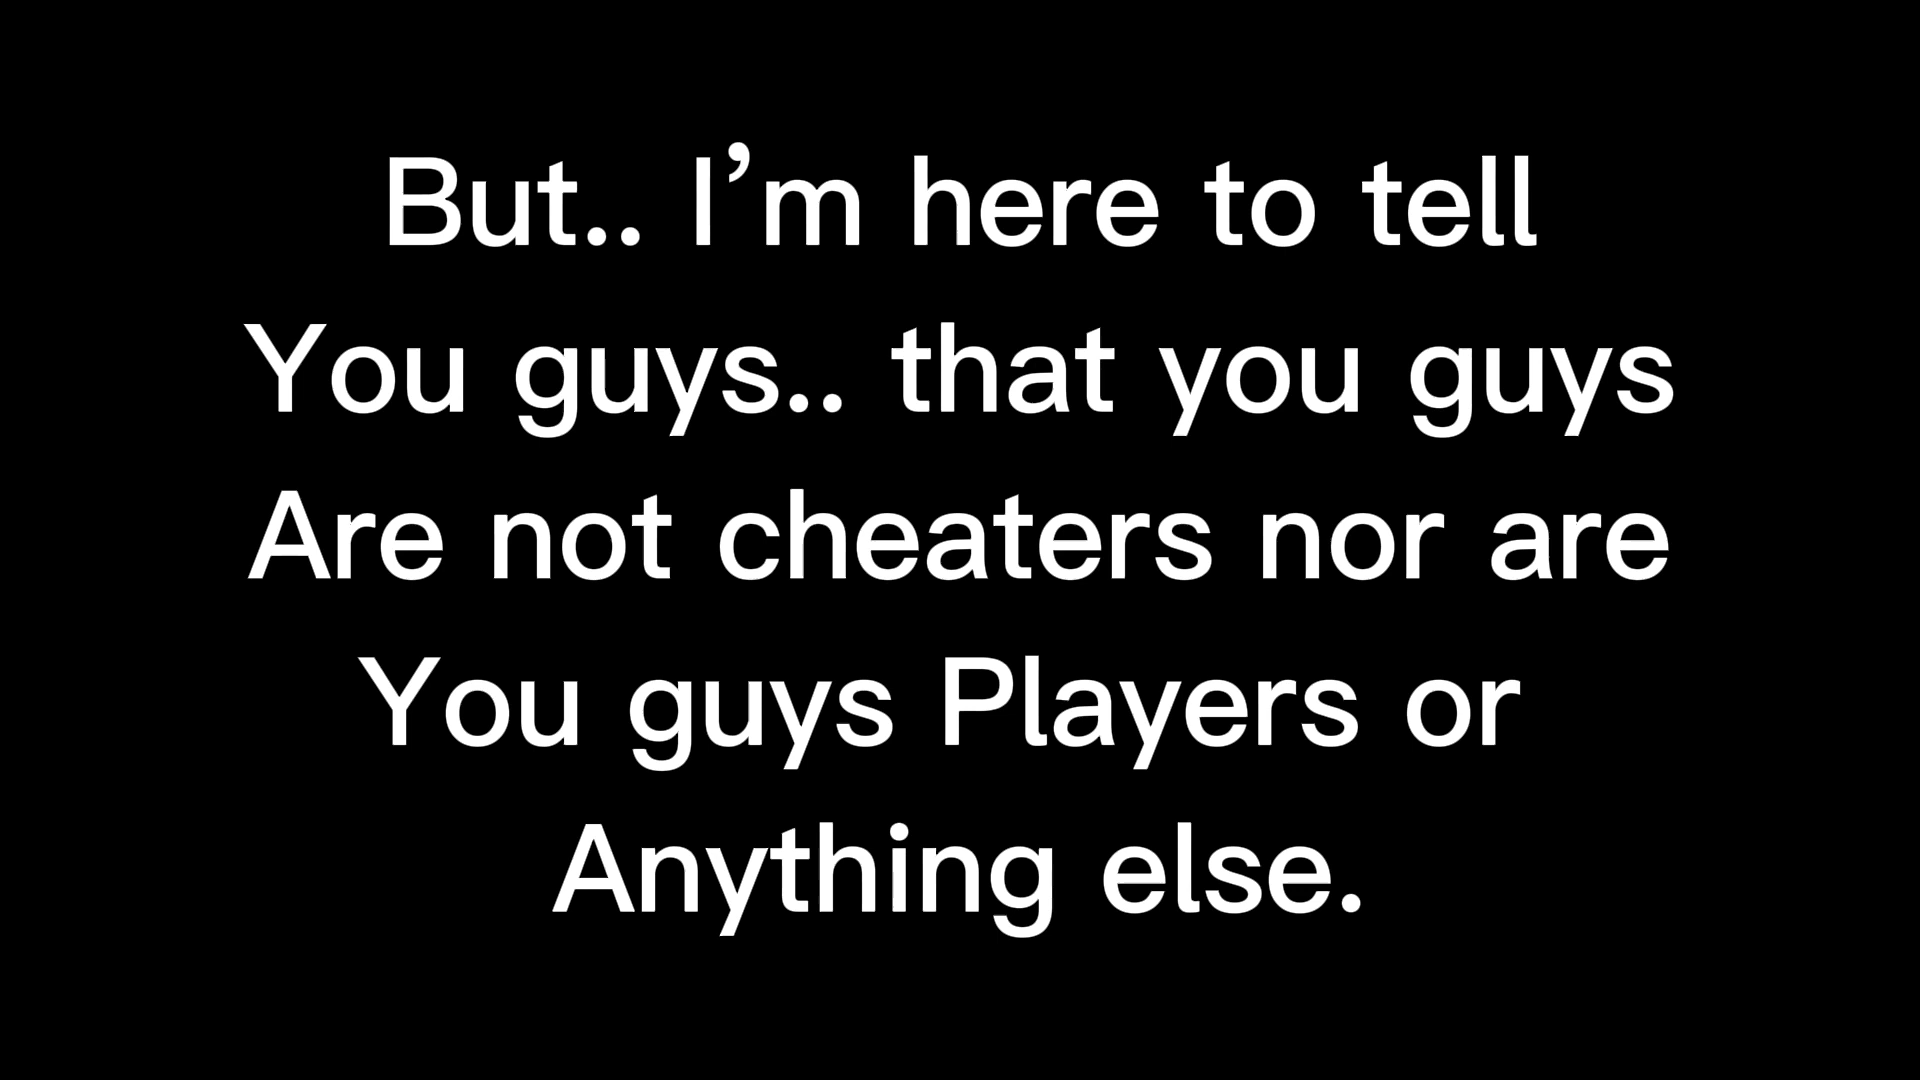 But.. I’m here to tell
You guys.. that you guys
Are not cheaters nor are
You guys Players or
Anything else.